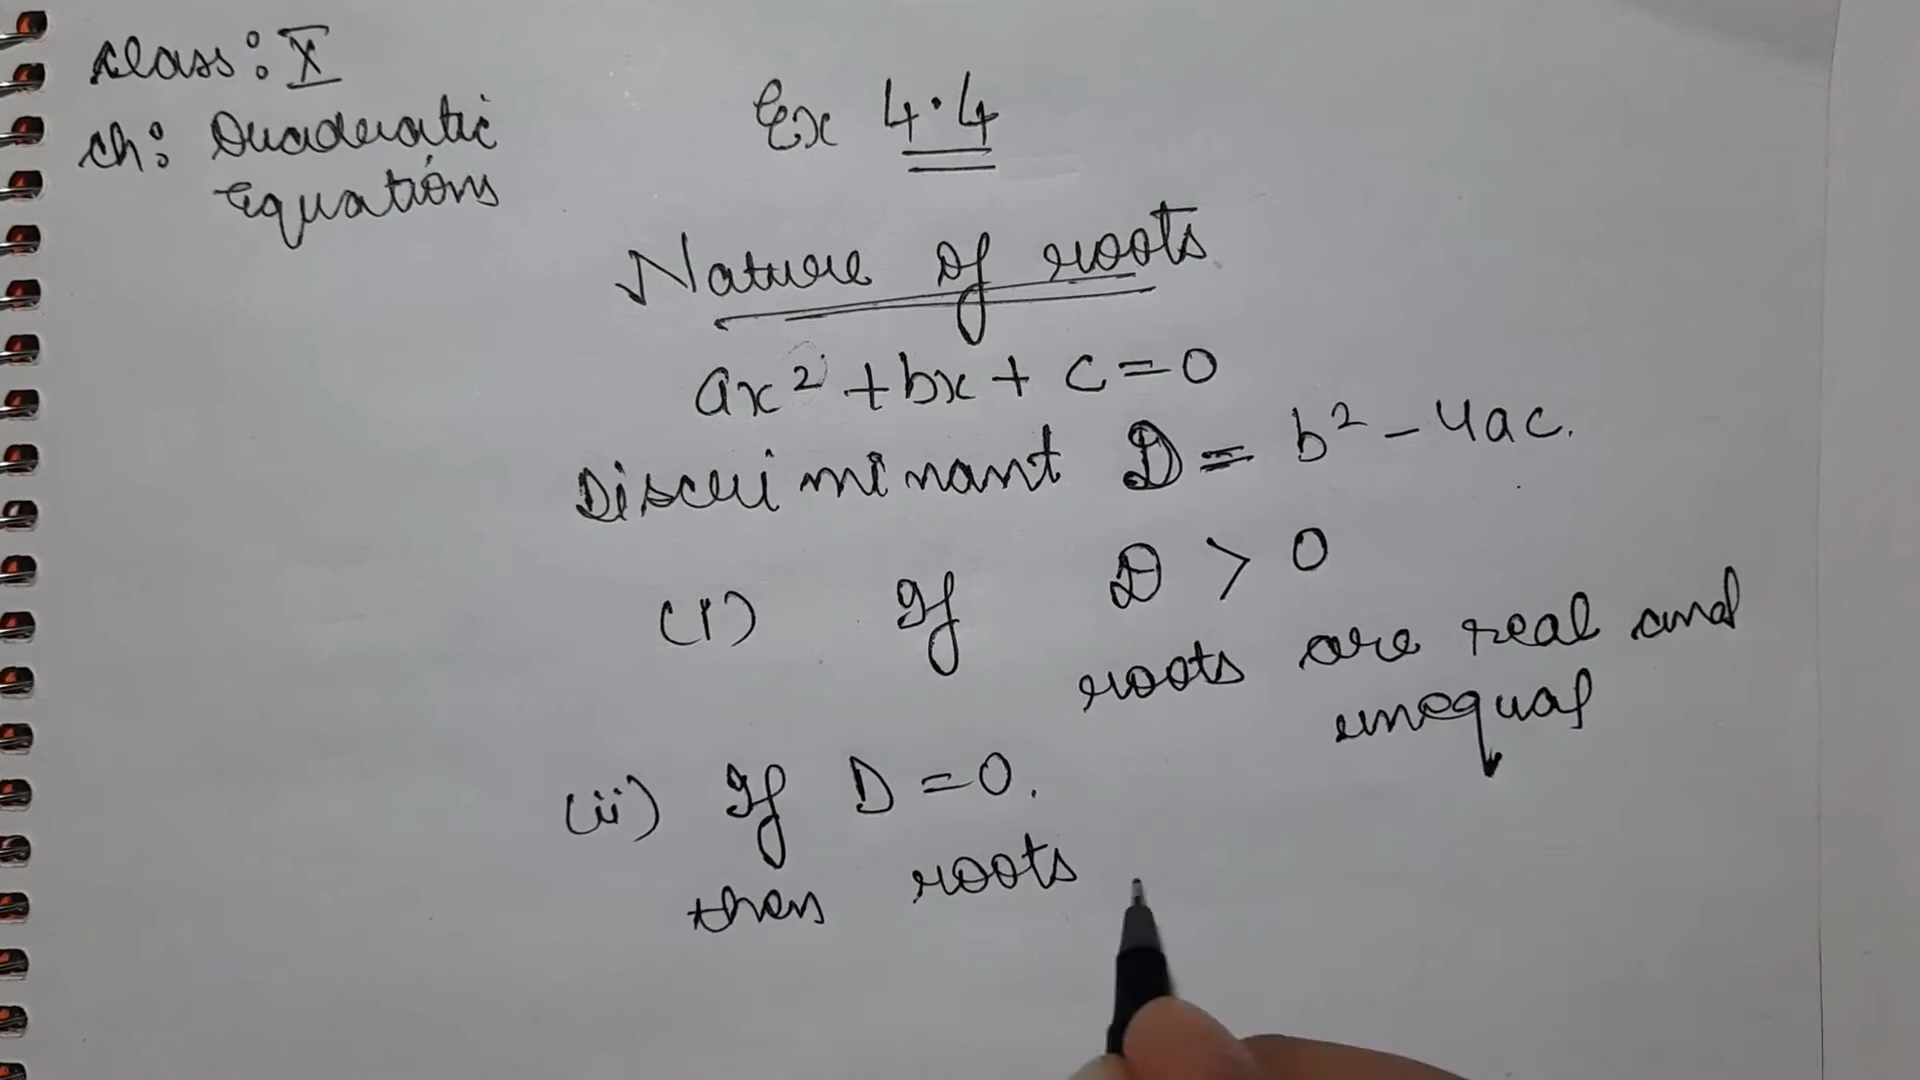 Class: X
Ch: Quadratic
Equations
Ex 4.4
Nature of roots
ax² + bx + c = 0
Discriminant D = b² - 4ac.
(i) If D > 0
roots are real and
unequal
(ii) If D = 0.
then roots